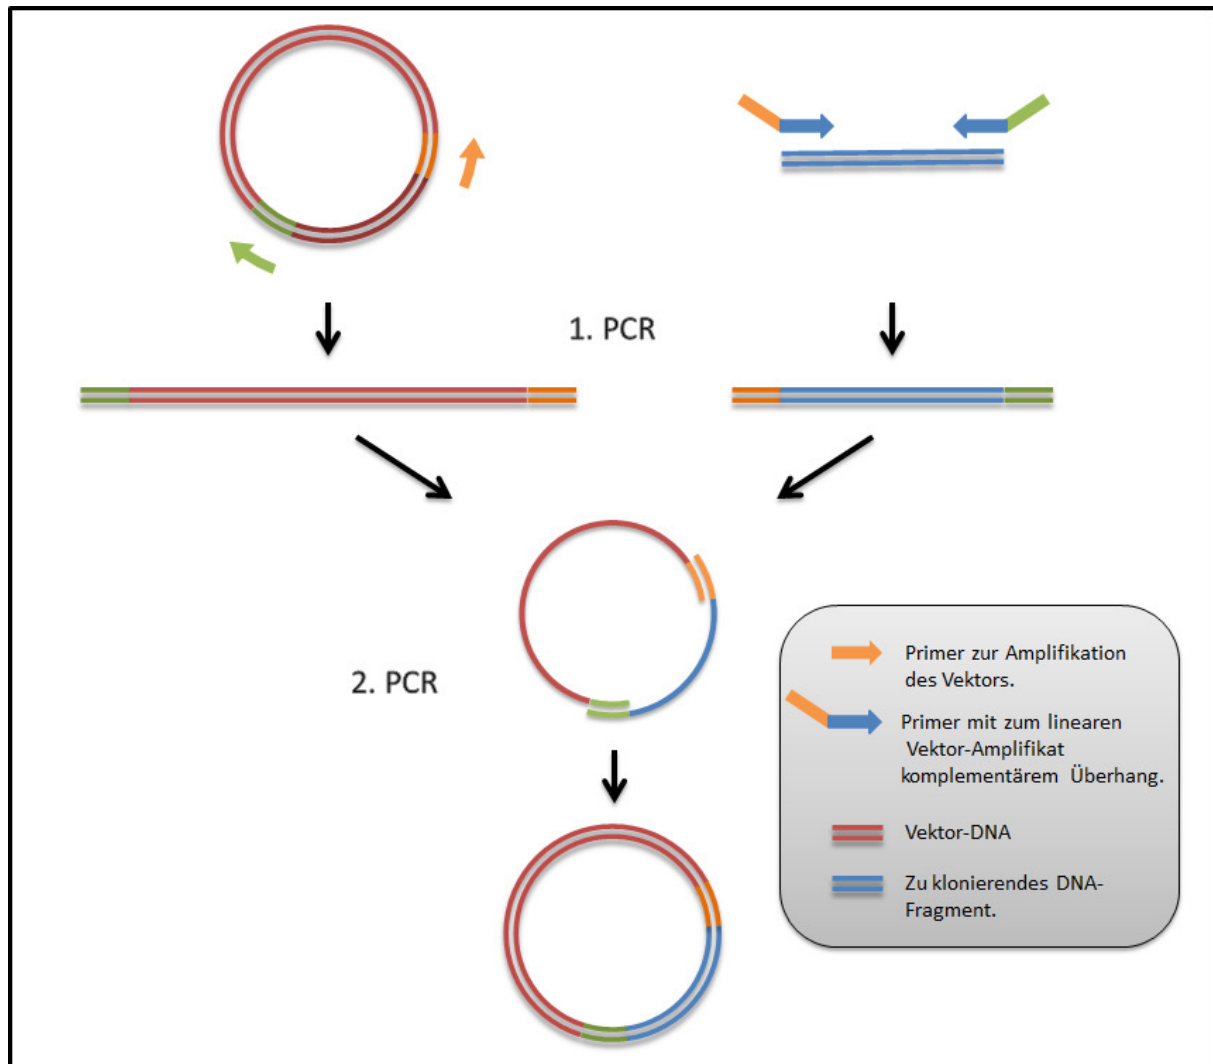 1. PCR
2. PCR
Primer zur Amplifikation
des Vektors.
Primer mit zum linearen
Vektor-Amplifikat
komplementärem Überhang.
Vektor-DNA
Zu klonierendes DNA-
Fragment.